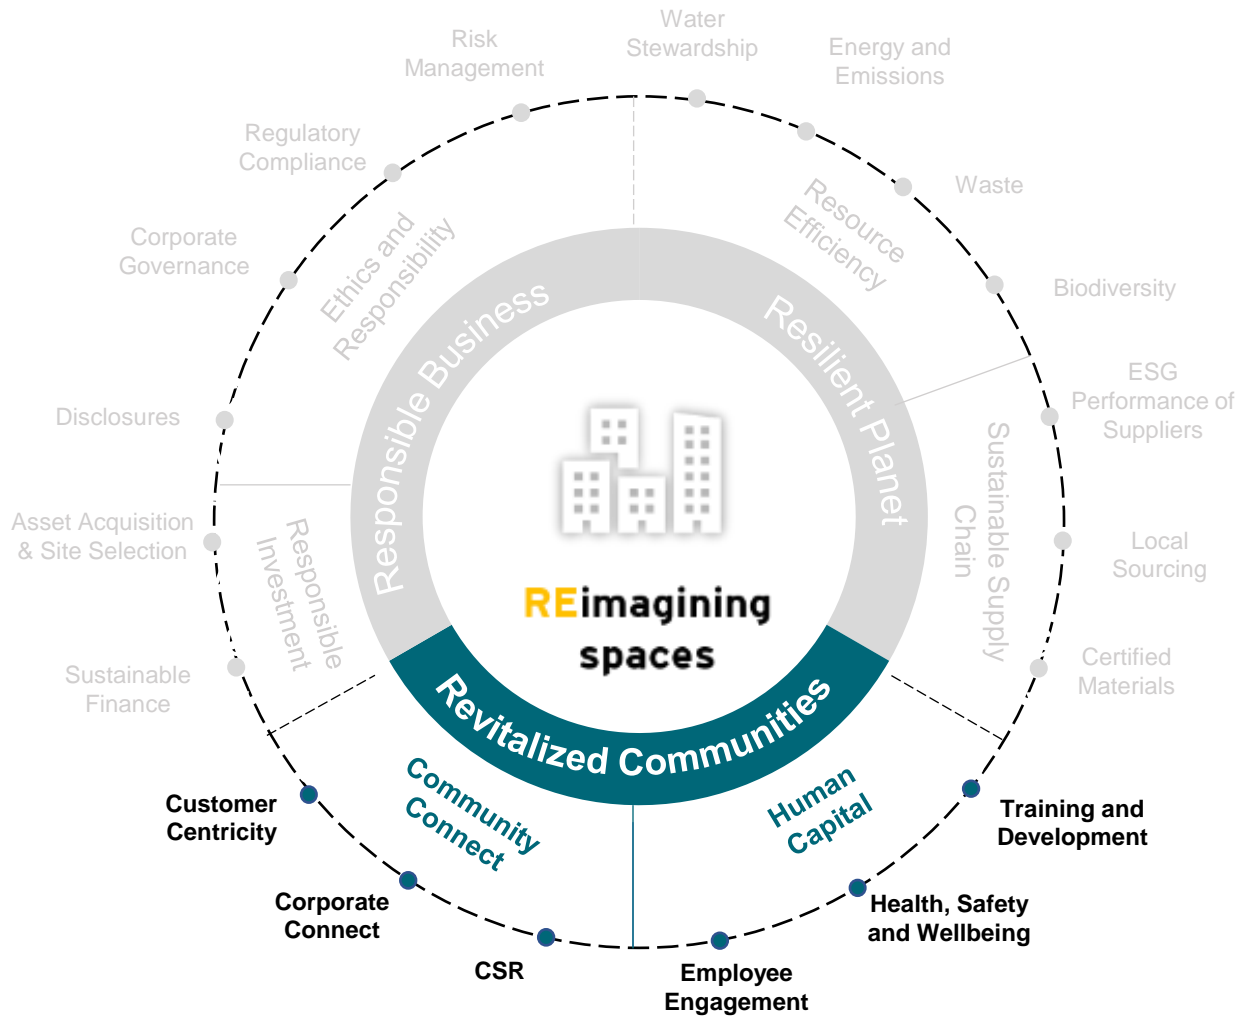 Water
Stewardship
Energy and
Emissions
Waste
Biodiversity
ESG
Performance of
Suppliers
Local
Sourcing
Certified
Materials
Training and
Development
Health, Safety
and Wellbeing
Employee
Engagement
CSR
Corporate
Connect
Customer
Centricity
Sustainable
Finance
Asset Acquisition
& Site Selection
Disclosures
Corporate
Governance
Regulatory
Compliance
Risk
Management
Ethics and
Responsibility
Resource
Efficiency
Sustainable Supply
Chain
Human
Capital
Community
Connect
Responsible
Investment
Responsible Business
Resilient Planet
Revitalized Communities
REimagining
spaces